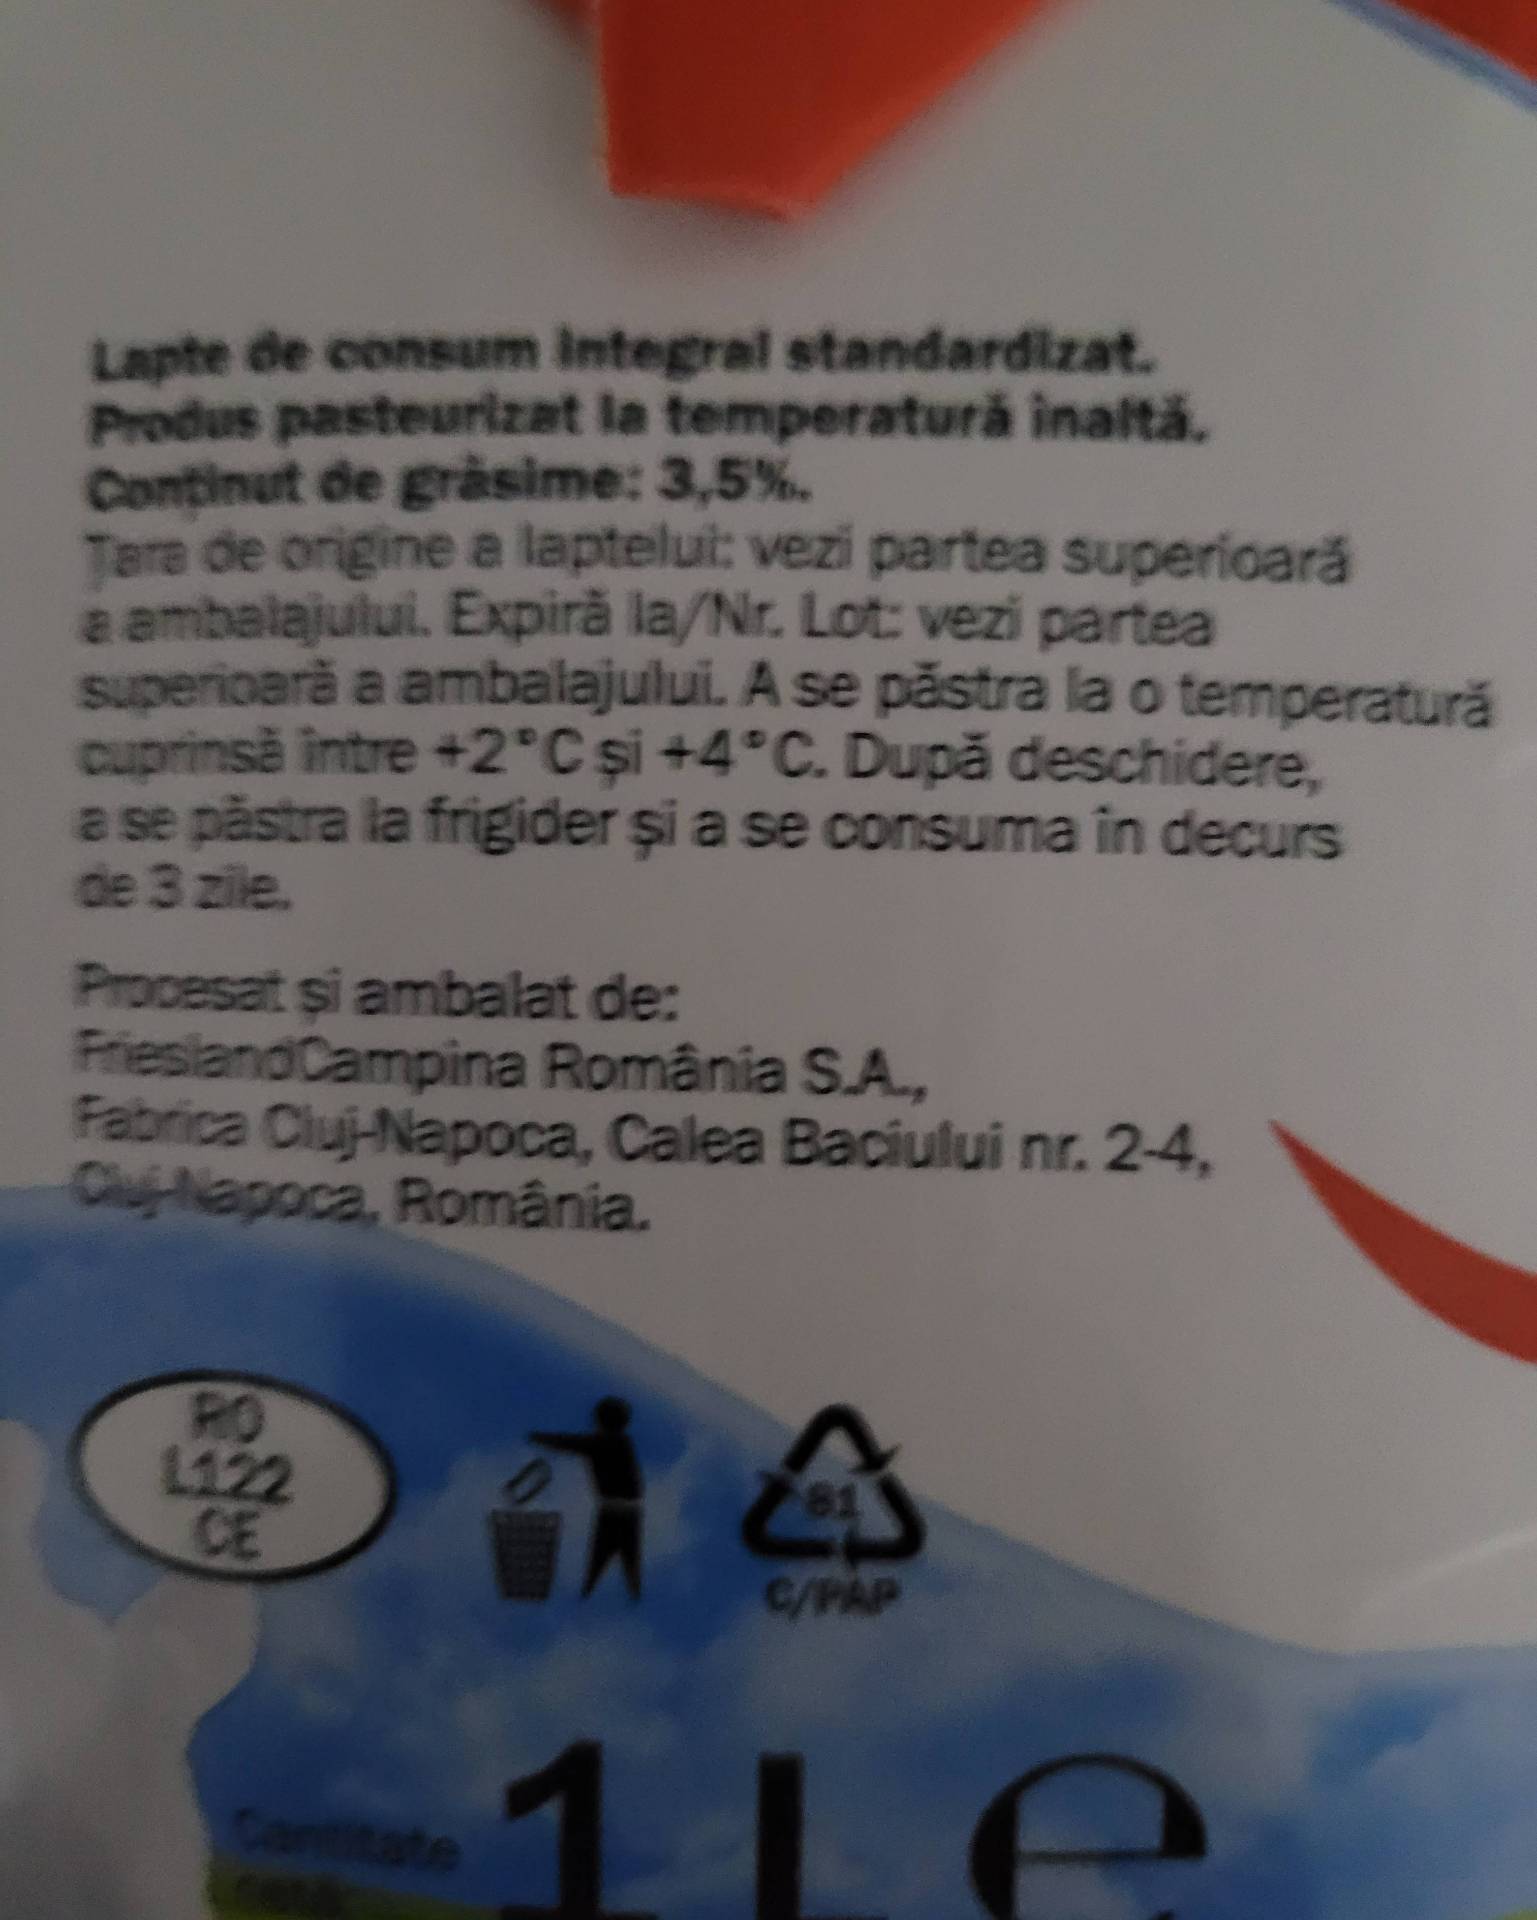 Lapte de consum integral standardizat.
Produs pasteurizat la temperatură înaltă.
Conținut de grăsime: 3,5%.
Țara de origine a laptelui: vezi partea superioară
a ambalajului. Expiră la/Nr. Lot: vezi partea
superioară a ambalajului. A se păstra la o temperatură
cuprinsă între +2°C și +4°C. După deschidere,
a se păstra la frigider și a se consuma în decurs
de 3 zile.
Procesat și ambalat de:
FrieslandCampina România S.A.,
Fabrica Cluj-Napoca, Calea Baciului nr. 2-4,
Cluj-Napoca, România.
RO
L122
CE
81
C/PAP
Cantitate
1 L e